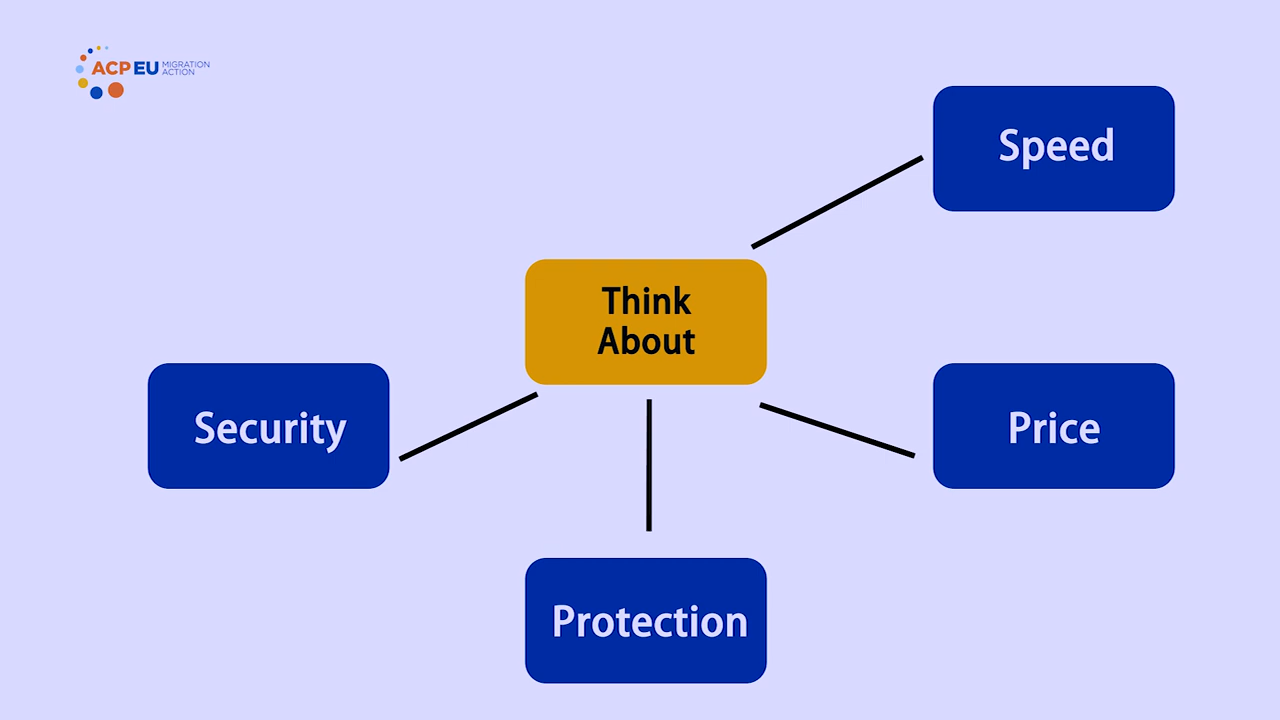 ACP EU MIGRATION
ACTION
Speed
Think
About
Security
Price
Protection